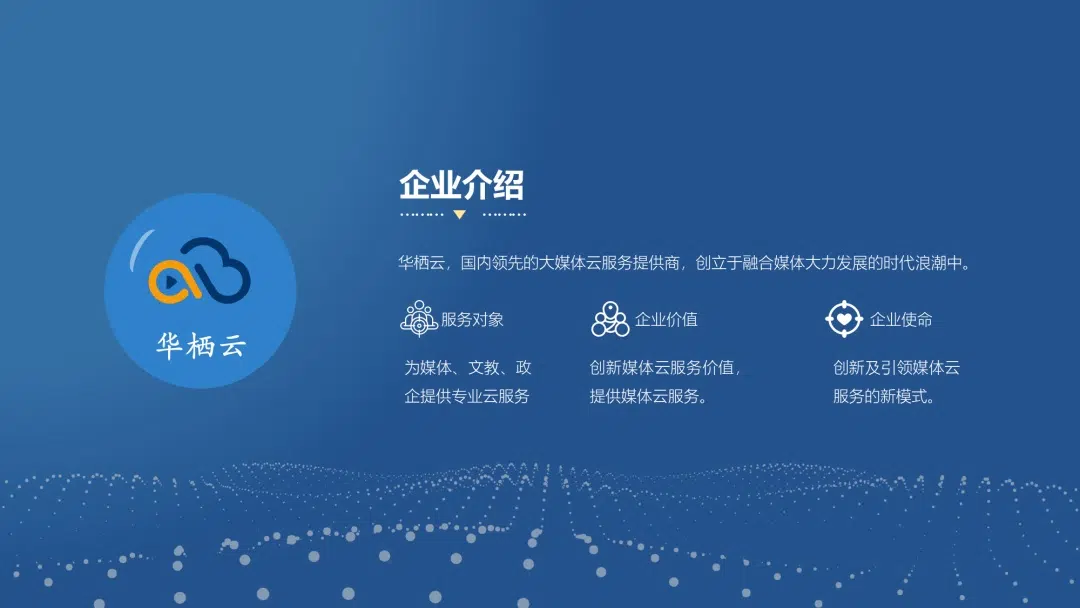 企业介绍
华栖云，国内领先的大媒体云服务提供商，创立于融合媒体大力发展的时代浪潮中。
华栖云
服务对象
为媒体、文教、政
企提供专业云服务
企业价值
创新媒体云服务价值，
提供媒体云服务。
企业使命
创新及引领媒体云
服务的新模式。